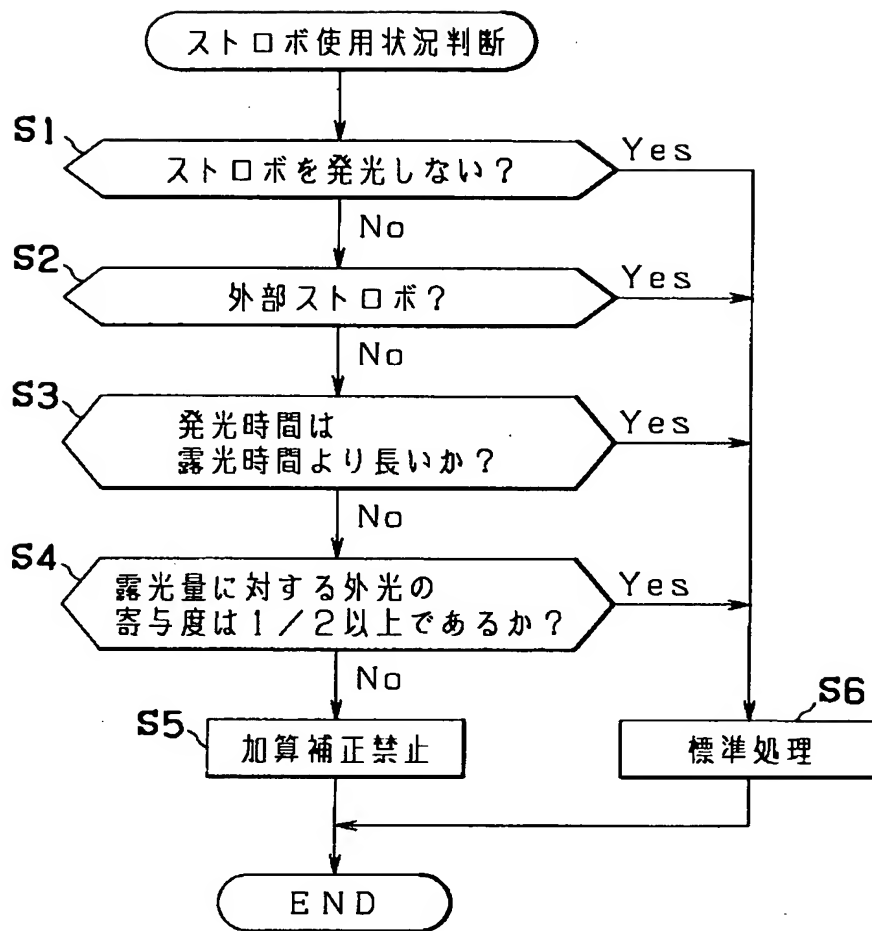 ストロボ使用状況判断
S1
ストロボを発光しない？
Yes
No
S2
外部ストロボ？
Yes
No
S3
発光時間は
露光時間より長いか？
Yes
No
S4
露光量に対する外光の
寄与度は１／２以上であるか？
Yes
No
S5
加算補正禁止
S6
標準処理
END